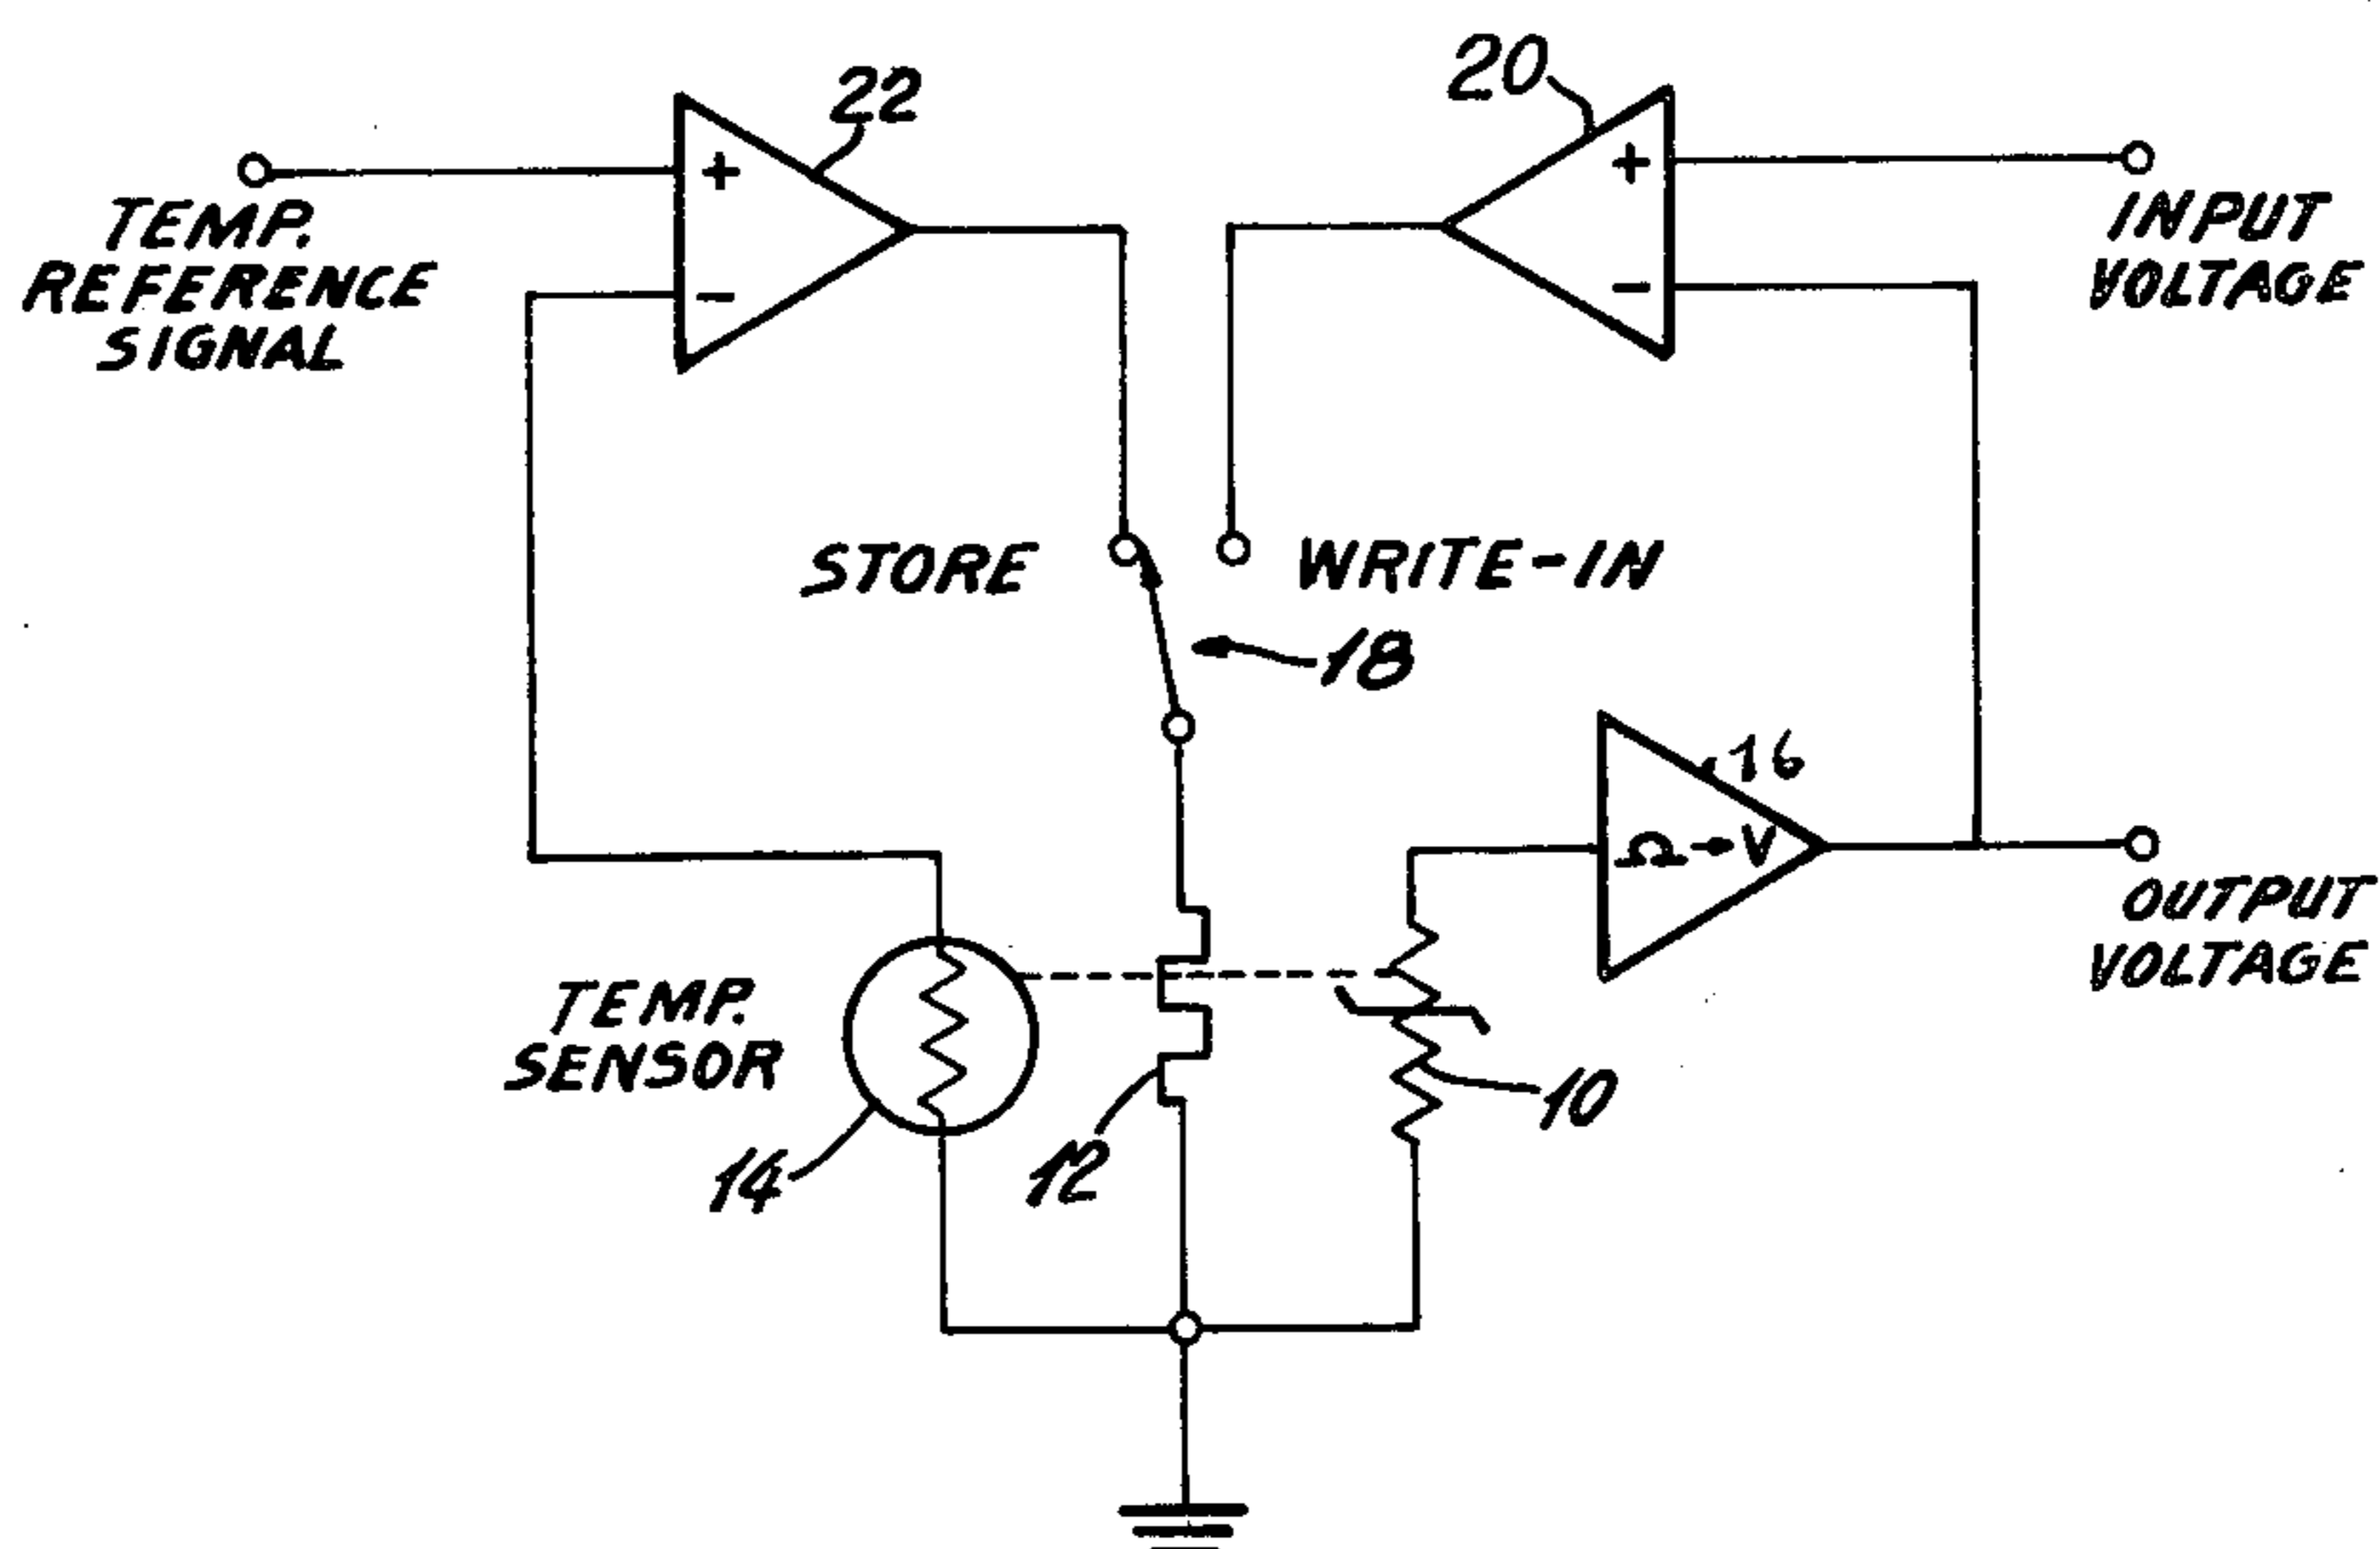 22
20
+
-
+
-
TEMP.
REFERENCE
SIGNAL
INPUT
VOLTAGE
STORE
WRITE-IN
18
16
Ω→V
OUTPUT
VOLTAGE
TEMP.
SENSOR
14
12
10